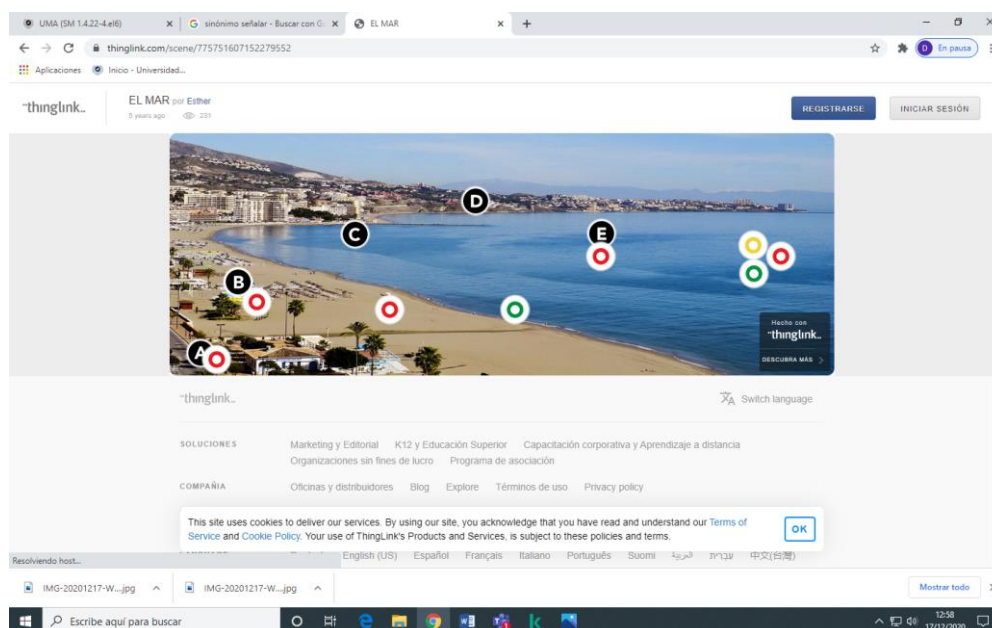 UMA (SM 1.4.22-4.el6)
sinónimo señalar - Buscar con G
EL MAR
thinglink.com/scene/775751607152279552
D
En pausa
Aplicaciones
Inicio - Universidad...
thinglink..
EL MAR por Esther
5 years ago
231
REGISTRARSE
INICIAR SESIÓN
D
C
E
B
A
Hecho con
thinglink..
DESCUBRA MÁS
thinglink..
Switch language
SOLUCIONES
Marketing y Editorial K12 y Educación Superior Capacitación corporativa y Aprendizaje a distancia
Organizaciones sin fines de lucro Programa de asociación
COMPAÑIA
Oficinas y distribuidores Blog Explore Términos de uso Privacy policy
This site uses cookies to deliver our services. By using our site, you acknowledge that you have read and understand our Terms of
Service and Cookie Policy. Your use of ThingLink's Products and Services, is subject to these policies and terms.
OK
English (US) Español Français Italiano Português Suomi العربية עברית 中文(台灣)
Resolviendo host...
IMG-20201217-W....jpg
IMG-20201217-W....jpg
Mostrar todo
Escribe aquí para buscar
12:58
17/12/2020